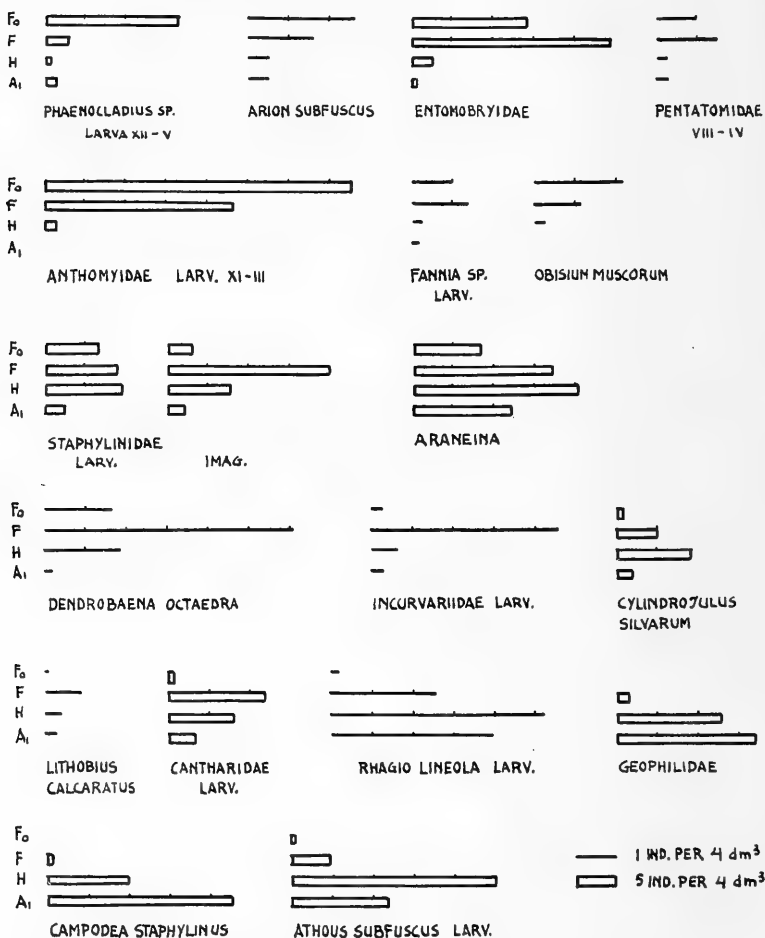 F₀
F
H
A₁
PHAENOCLADIUS SP.
LARVA XII-V
ARION SUBFUSCUS
ENTOMOBRYIDAE
PENTATOMIDAE
VIII-IV
F₀
F
H
A₁
ANTHOMYIDAE LARV. XI-III
FANNIA SP.
LARV.
OBISIUN MUSCORUM
F₀
F
H
A₁
STAPHYLINIDAE
LARV.
IMAG.
ARANEINA
F₀
F
H
A₁
DENDROBAENA OCTAEDRA
INCURVARIIDAE LARV.
CYLINDROJULUS
SILVARUM
F₀
F
H
A₁
LITHOBIUS
CALCARATUS
CANTHARIDAE
LARV.
RHAGIO LINEOLA LARV.
GEOPHILIDAE
F₀
F
H
A₁
CAMPODEA STAPHYLINUS
ATHOUS SUBFUSCUS LARV.
1 IND. PER 4 dm³
5 IND. PER 4 dm³